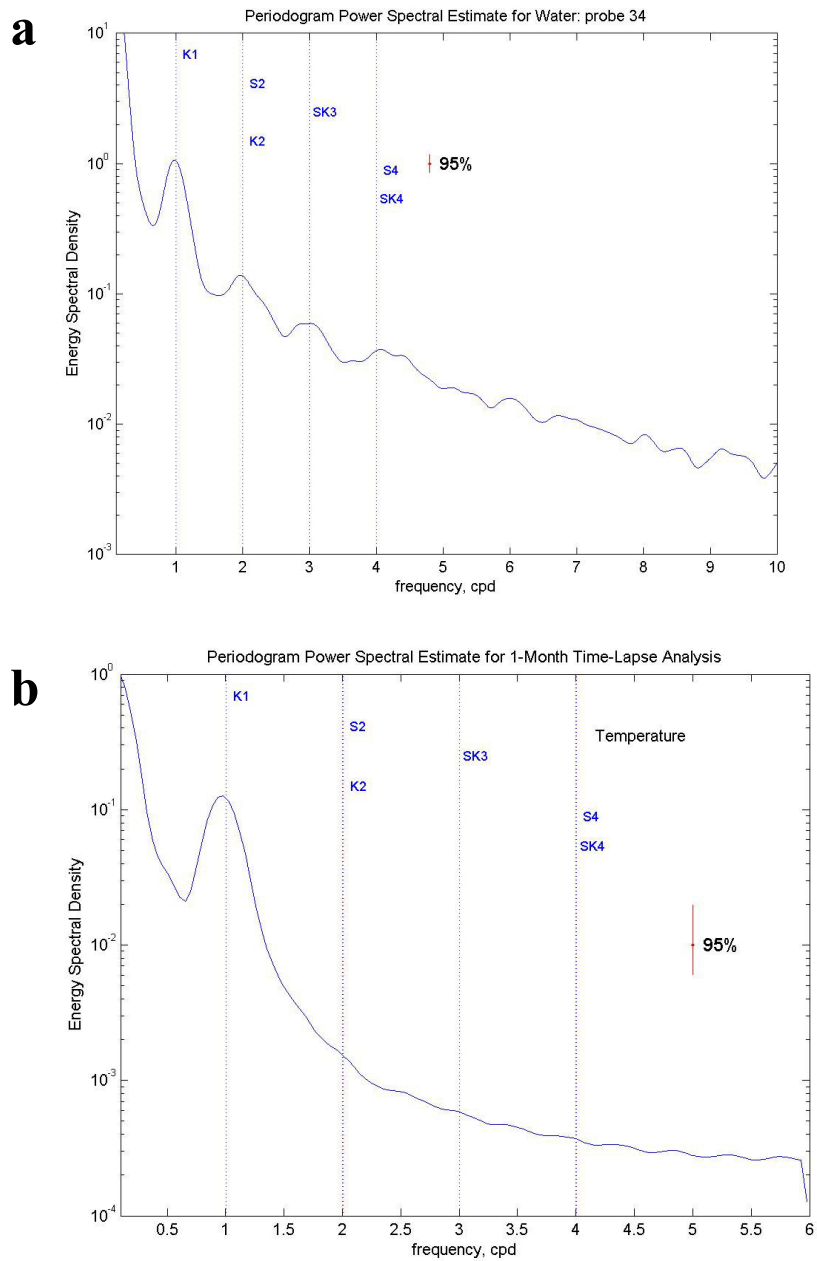 a
Periodogram Power Spectral Estimate for Water: probe 34
10^1
10^0
10^-1
10^-2
10^-3
Energy Spectral Density
K1
S2
K2
SK3
S4
SK4
95%
1 2 3 4 5 6 7 8 9 10
frequency, cpd
b
Periodogram Power Spectral Estimate for 1-Month Time-Lapse Analysis
10^0
10^-1
10^-2
10^-3
10^-4
Energy Spectral Density
K1
S2
K2
SK3
Temperature
S4
SK4
95%
0.5 1 1.5 2 2.5 3 3.5 4 4.5 5 5.5 6
frequency, cpd